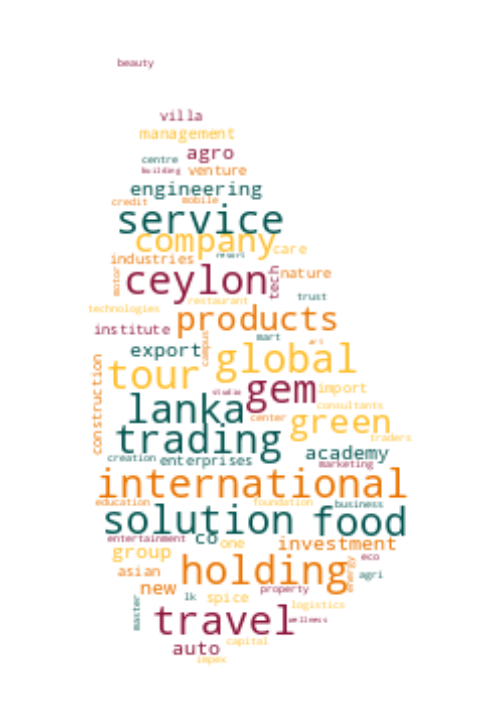 beauty
villa
management
centre agro
building venture
engineering
credit mobile
service
company care
industries resort
motor ceylon tech nature
restaurant trust
technologies products
institute mart art
export campus global
construction tour gem import
studio
lanka center green consultants
trading traders
creation enterprises academy
marketing
international
education foundation business
solution food
entertainment co one investment
group eco
asian holding energy agri
new lk spice property
master logistics
travel wellness
auto capital
impex